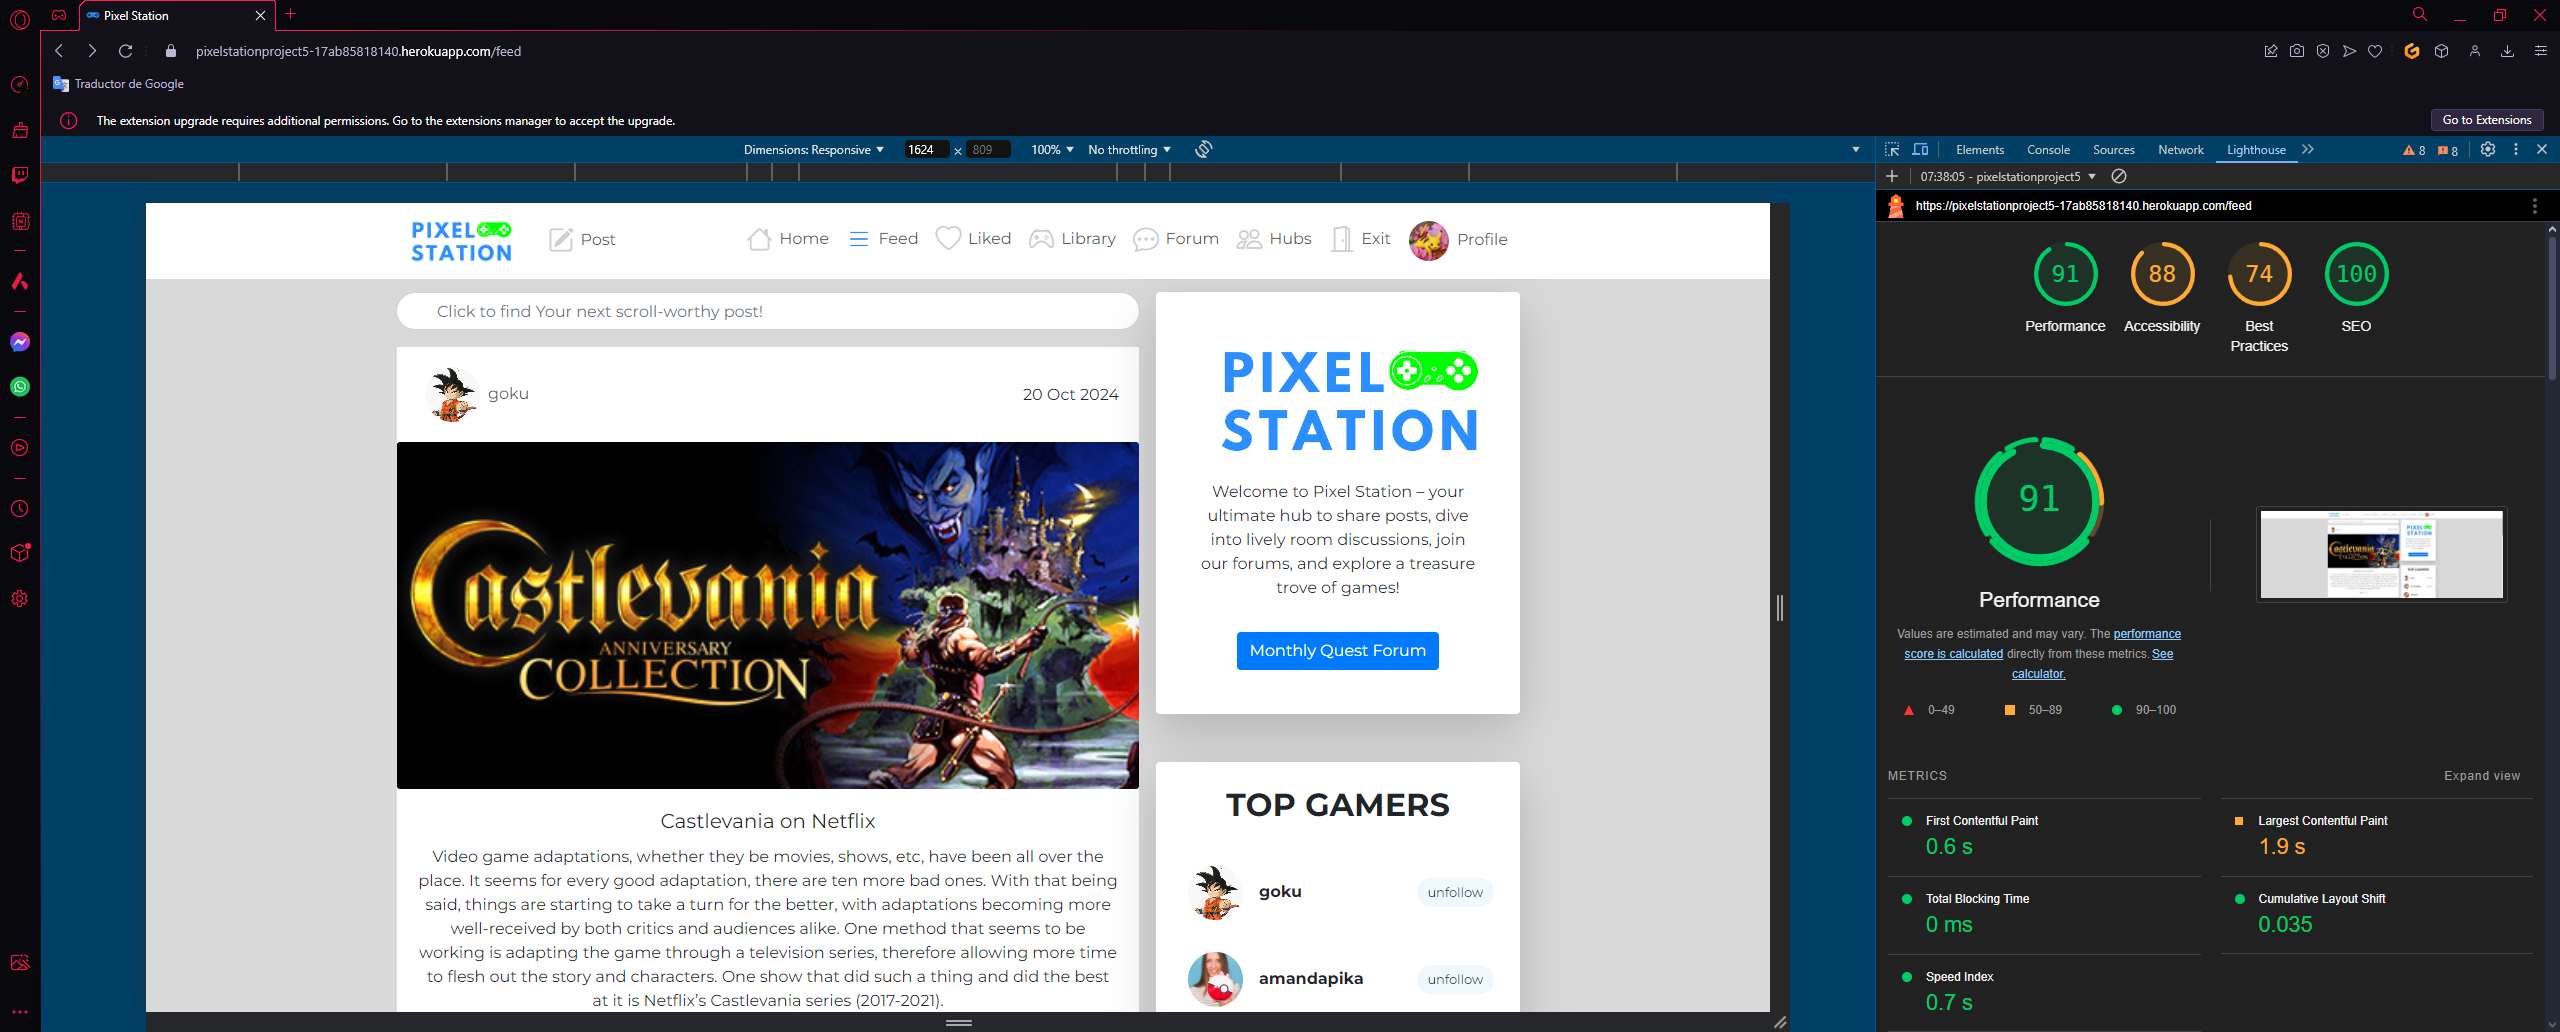 Pixel Station
pixelstationproject5-17ab85818140.herokuapp.com/feed
Traductor de Google
The extension upgrade requires additional permissions. Go to the extensions manager to accept the upgrade.
Go to Extensions
Dimensions: Responsive
1624 × 809
100%
No throttling
Elements
Console
Sources
Network
Lighthouse
8
8
07:38:05 - pixelstationproject5
https://pixelstationproject5-17ab85818140.herokuapp.com/feed
PIXEL
STATION
Post
Home
Feed
Liked
Library
Forum
Hubs
Exit
Profile
Click to find Your next scroll-worthy post!
goku
20 Oct 2024
Castlevania
ANNIVERSARY
COLLECTION
Castlevania on Netflix
Video game adaptations, whether they be movies, shows, etc, have been all over the
place. It seems for every good adaptation, there are ten more bad ones. With that being
said, things are starting to take a turn for the better, with adaptations becoming more
well-received by both critics and audiences alike. One method that seems to be
working is adapting the game through a television series, therefore allowing more time
to flesh out the story and characters. One show that did such a thing and did the best
at it is Netflix's Castlevania series (2017-2021).
PIXEL
STATION
Welcome to Pixel Station – your
ultimate hub to share posts, dive
into lively room discussions, join
our forums, and explore a treasure
trove of games!
Monthly Quest Forum
TOP GAMERS
goku
unfollow
amandapika
unfollow
91
88
74
100
Performance
Accessibility
Best
Practices
SEO
91
Performance
Values are estimated and may vary. The performance
score is calculated directly from these metrics. See
calculator.
0–49
50–89
90–100
METRICS
Expand view
First Contentful Paint
0.6 s
Largest Contentful Paint
1.9 s
Total Blocking Time
0 ms
Cumulative Layout Shift
0.035
Speed Index
0.7 s